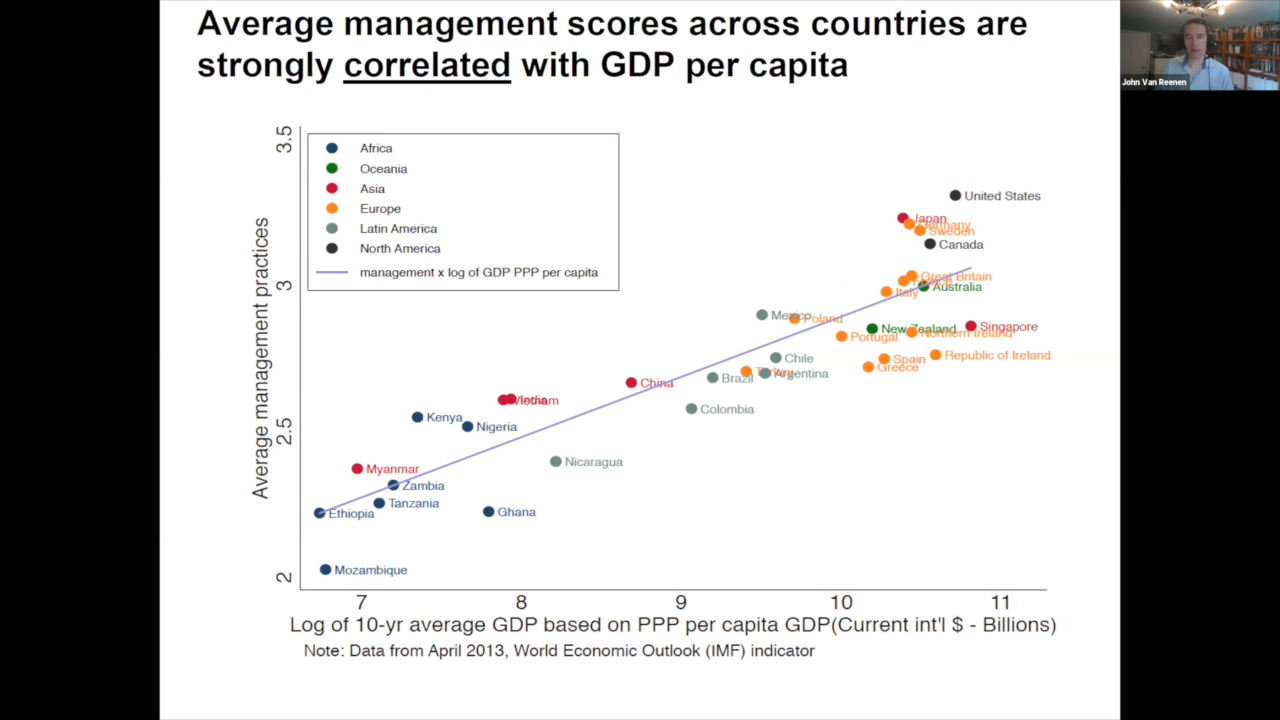 Average management scores across countries are
strongly correlated with GDP per capita
John Van Reenen
3.5
3
2.5
2
Average management practices
Africa
Oceania
Asia
Europe
Latin America
North America
management x log of GDP PPP per capita
United States
Japan
Germany
Sweden
Canada
Great Britain
France
Australia
Italy
Mexico
Poland
New Zealand
Singapore
Northern Ireland
Portugal
Republic of Ireland
Chile
Spain
Greece
Turkey
Argentina
Brazil
China
Vietnam
India
Colombia
Kenya
Nigeria
Nicaragua
Myanmar
Zambia
Tanzania
Ethiopia
Ghana
Mozambique
7
8
9
10
11
Log of 10-yr average GDP based on PPP per capita GDP(Current int'l $ - Billions)
Note: Data from April 2013, World Economic Outlook (IMF) indicator